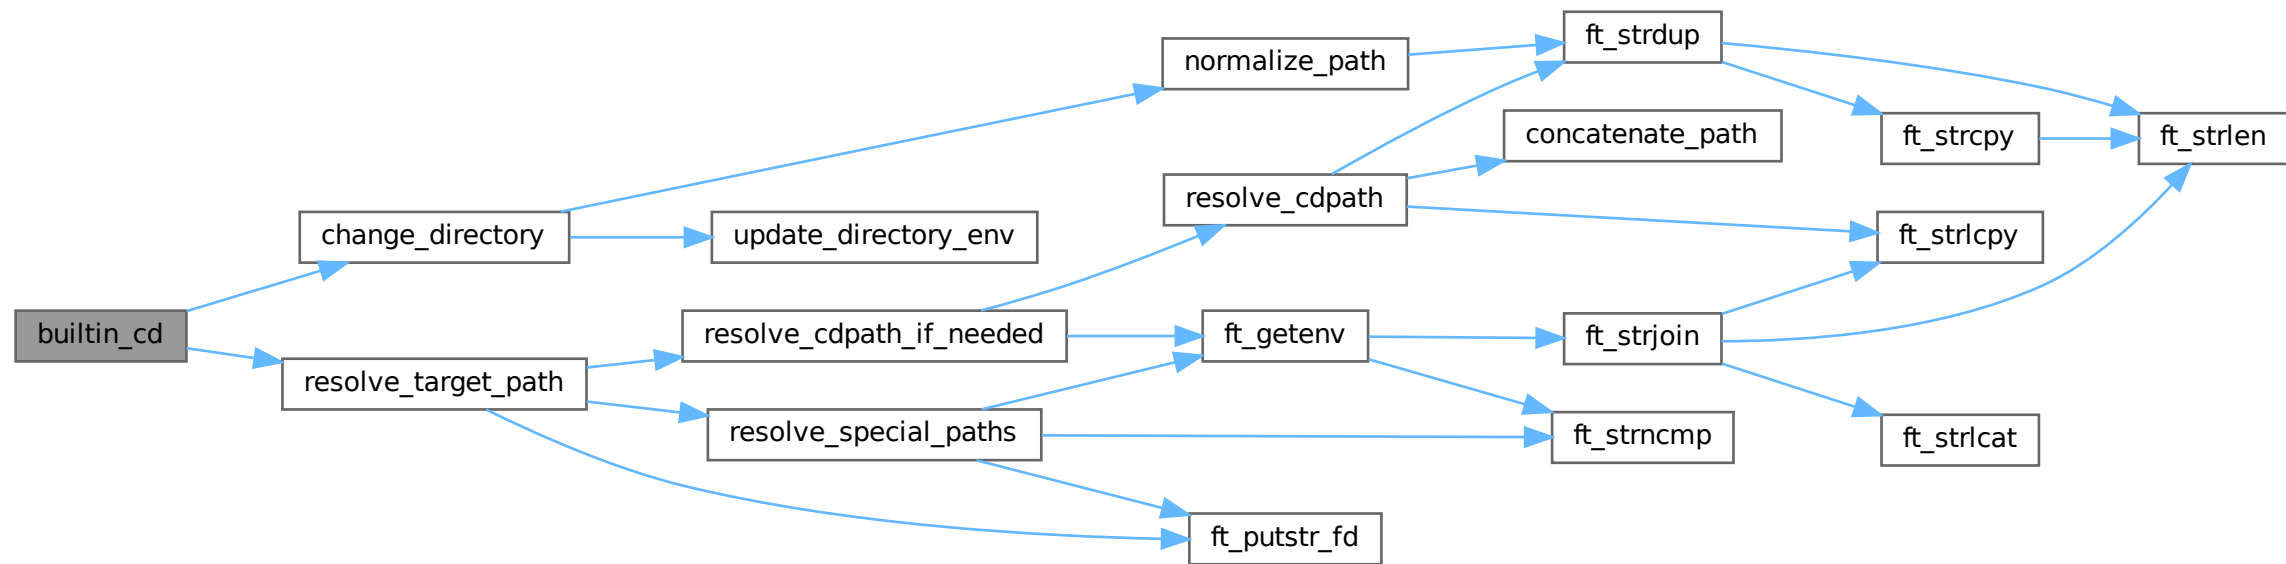 ft_strdup
normalize_path
concatenate_path
ft_strcpy
ft_strlen
resolve_cdpath
change_directory
update_directory_env
ft_strlcpy
builtin_cd
resolve_cdpath_if_needed
ft_getenv
ft_strjoin
resolve_target_path
resolve_special_paths
ft_strncmp
ft_strlcat
ft_putstr_fd